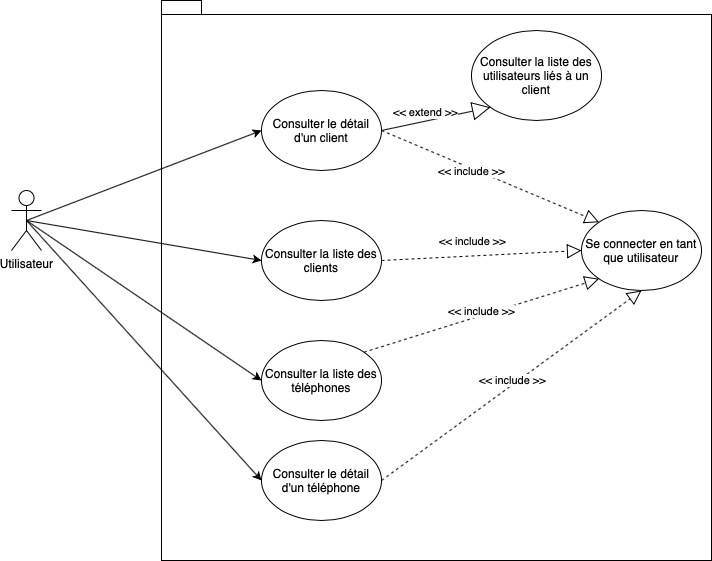 Consulter la liste des
utilisateurs liés à un
client
<< extend >>
Consulter le détail
d'un client
<< include >>
Utilisateur
Consulter la liste des
clients
<< include >>
Se connecter en tant
que utilisateur
<< include >>
Consulter la liste des
téléphones
<< include >>
Consulter le détail
d'un téléphone